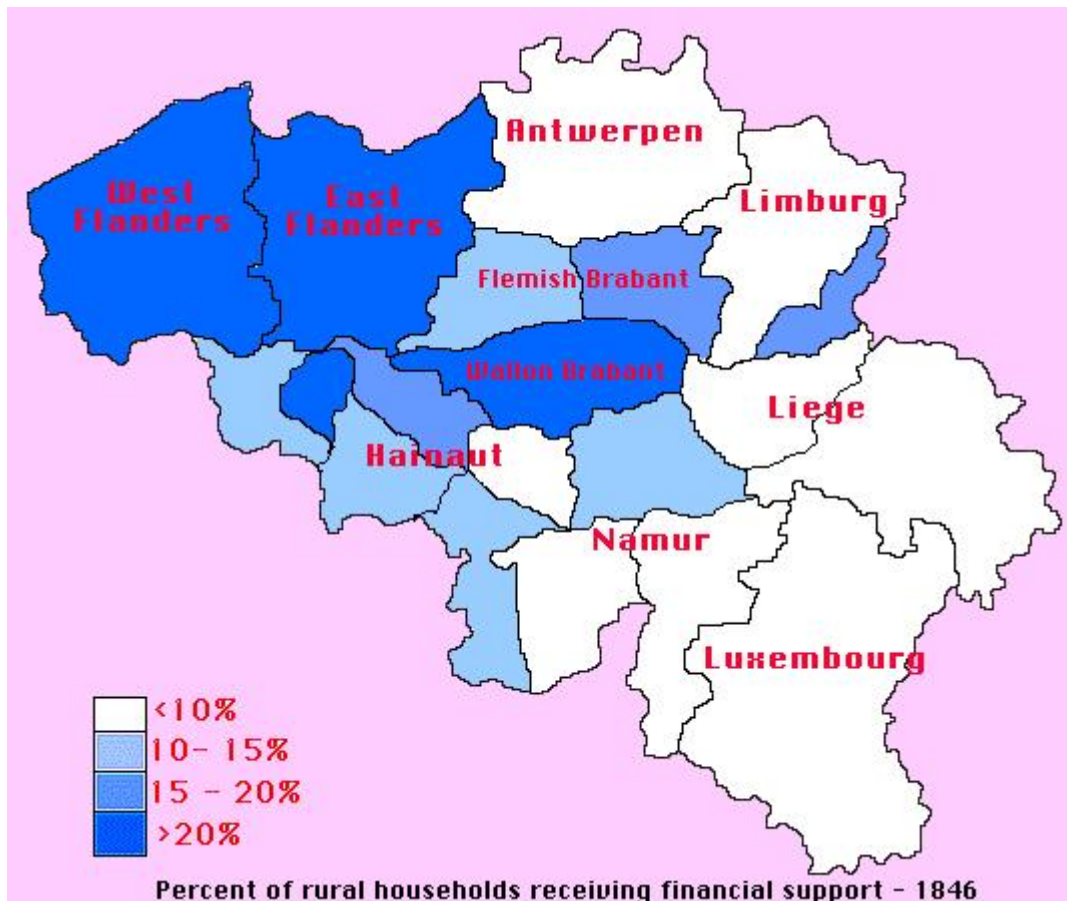 Antwerpen
West
Flanders
East
Flanders
Limburg
Flemish Brabant
Wallon Brabant
Liege
Hainaut
Namur
Luxembourg
<10%
10- 15%
15 - 20%
>20%
Percent of rural households receiving financial support - 1846